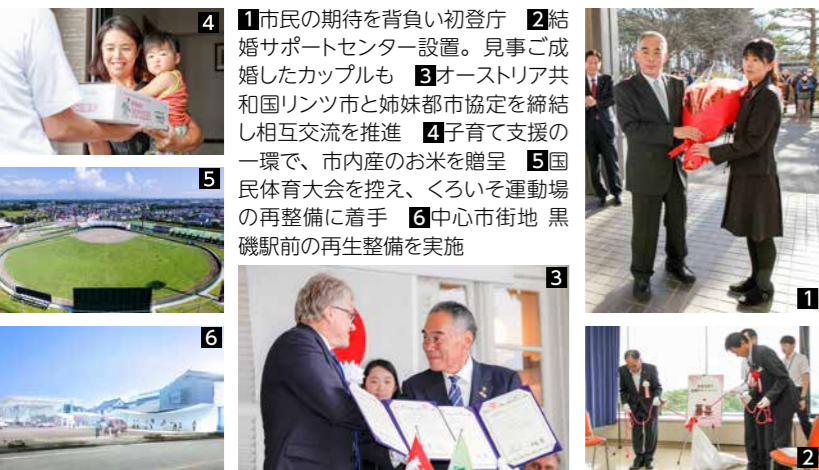 1市民の期待を背負い初登庁 2結
婚サポートセンター設置。見事ご成
婚したカップルも 3オーストリア共
和国リンツ市と姉妹都市協定を締結
し相互交流を推進 4子育て支援の
一環で、市内産のお米を贈呈 5国
民体育大会を控え、くろいそ運動場
の再整備に着手 6中心市街地 黒
磯駅前の再生整備を実施
4
5
6
3
1
2